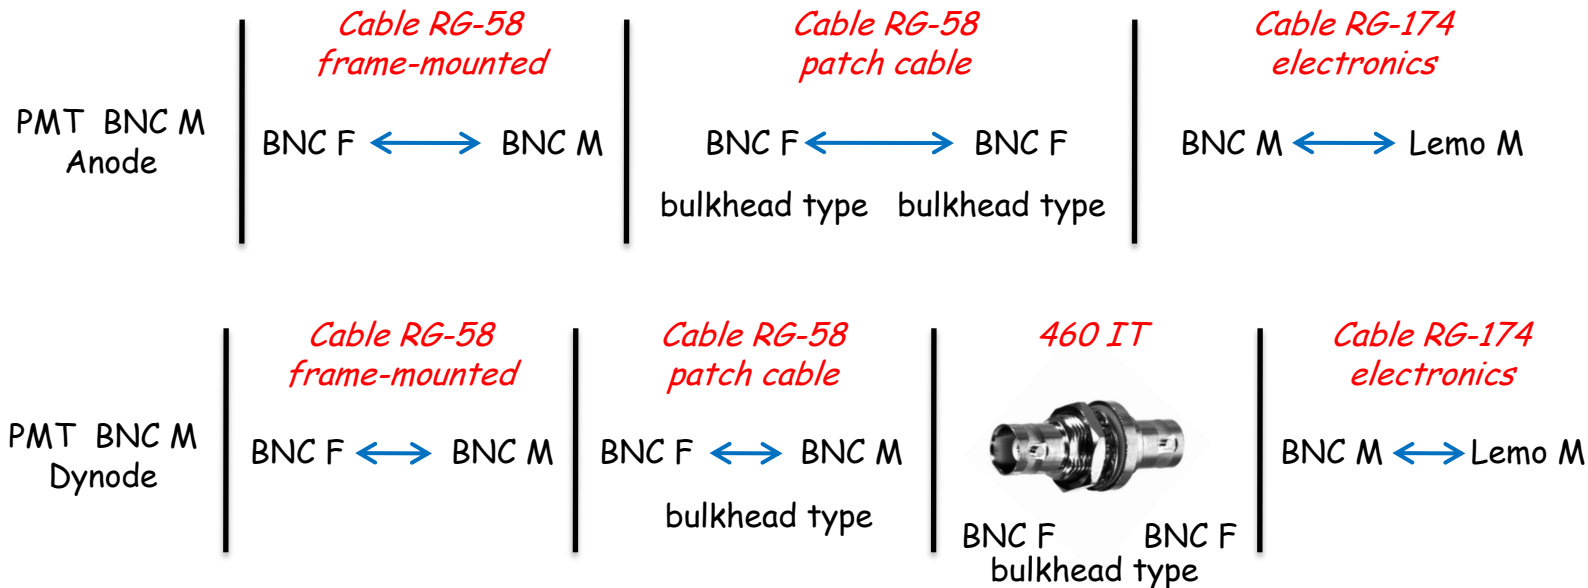 Cable RG-58
frame-mounted
Cable RG-58
patch cable
Cable RG-174
electronics
PMT BNC M
Anode
BNC F
BNC M
BNC F
BNC F
BNC M
Lemo M
bulkhead type
bulkhead type
Cable RG-58
frame-mounted
Cable RG-58
patch cable
460 IT
Cable RG-174
electronics
PMT BNC M
Dynode
BNC F
BNC M
BNC F
BNC M
BNC M
Lemo M
bulkhead type
BNC F
BNC F
bulkhead type